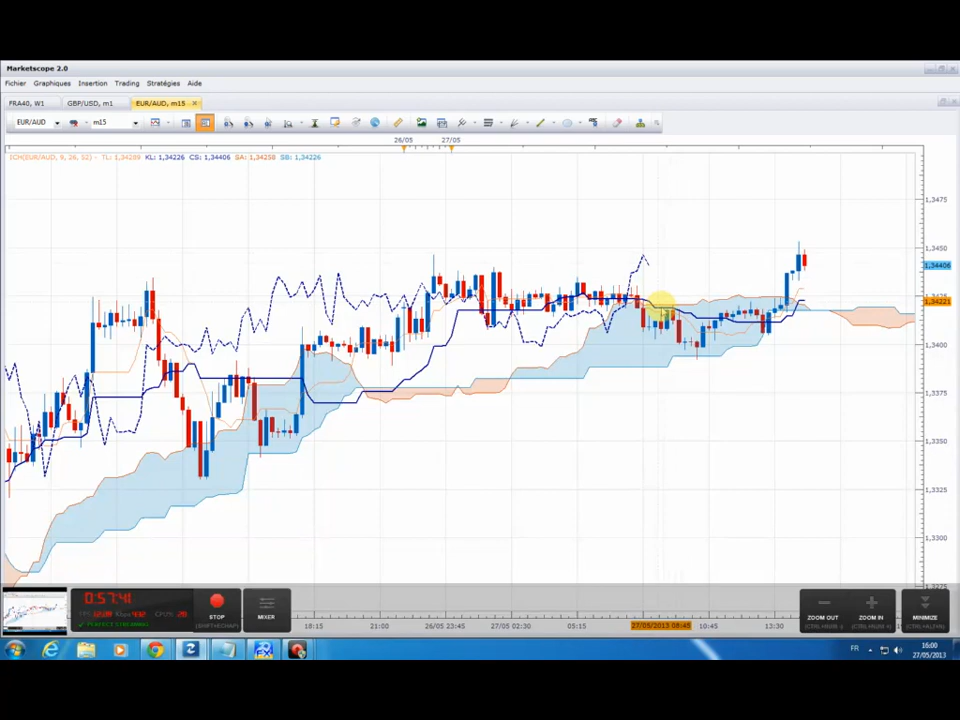 Marketscope 2.0
Fichier Graphiques Insertion Trading Stratégies Aide
FRA40, W1 GBP/USD, m1 EUR/AUD, m15
EUR/AUD m15
26/05 27/05
ICH(EUR/AUD, 9, 26, 52) - TL: 1,34289 KL: 1,34226 CS: 1,34406 SA: 1,34258 SB: 1,34226
1,3475
1,3450
1,34406
1,34221
1,3400
1,3375
1,3350
1,3325
1,3300
0:57:41
STOP
MIXER
ZOOM OUT
ZOOM IN
MINIMIZE
18:15 21:00 26/05 23:45 27/05 02:30 05:15 27/05/2013 08:45 10:45 13:30
FR 16:00
27/05/2013